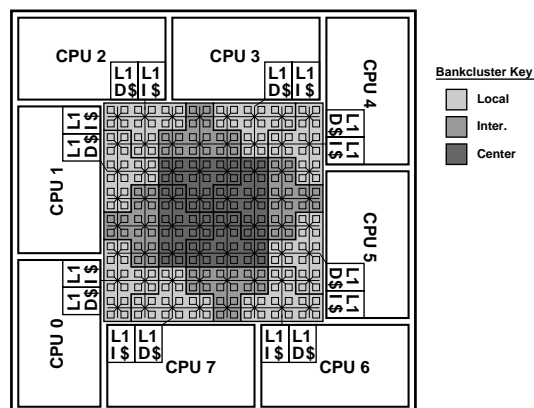 CPU 2
L1 L1
D$ I $
CPU 3
L1 L1
D$ I $
CPU 4
L1
D$
L1
I $
Bankcluster Key
Local
Inter.
Center
L1
I $
L1
D$
CPU 1
CPU 5
L1
D$
L1
I $
L1
I $
L1
D$
CPU 0
L1 L1
I $ D$
CPU 7
L1 L1
I $ D$
CPU 6